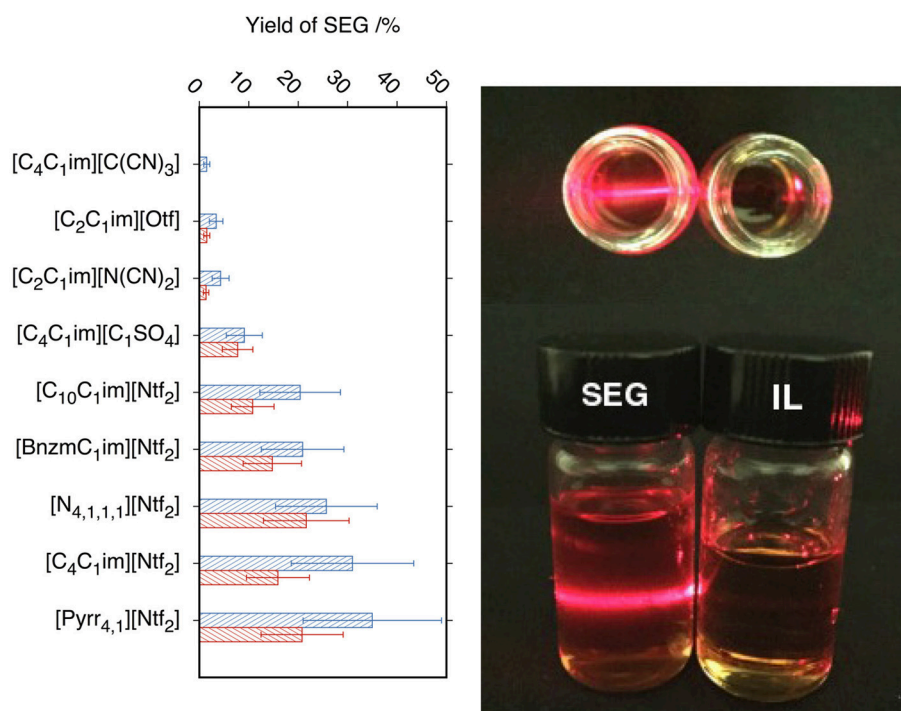 Yield of SEG /%
0 10 20 30 40 50
[C₄C₁im][C(CN)₃]
[C₂C₁im][Otf]
[C₂C₁im][N(CN)₂]
[C₄C₁im][C₁SO₄]
[C₁₀C₁im][Ntf₂]
[BnzmC₁im][Ntf₂]
[N₄,₁,₁,₁][Ntf₂]
[C₄C₁im][Ntf₂]
[Pyrr₄,₁][Ntf₂]
SEG IL